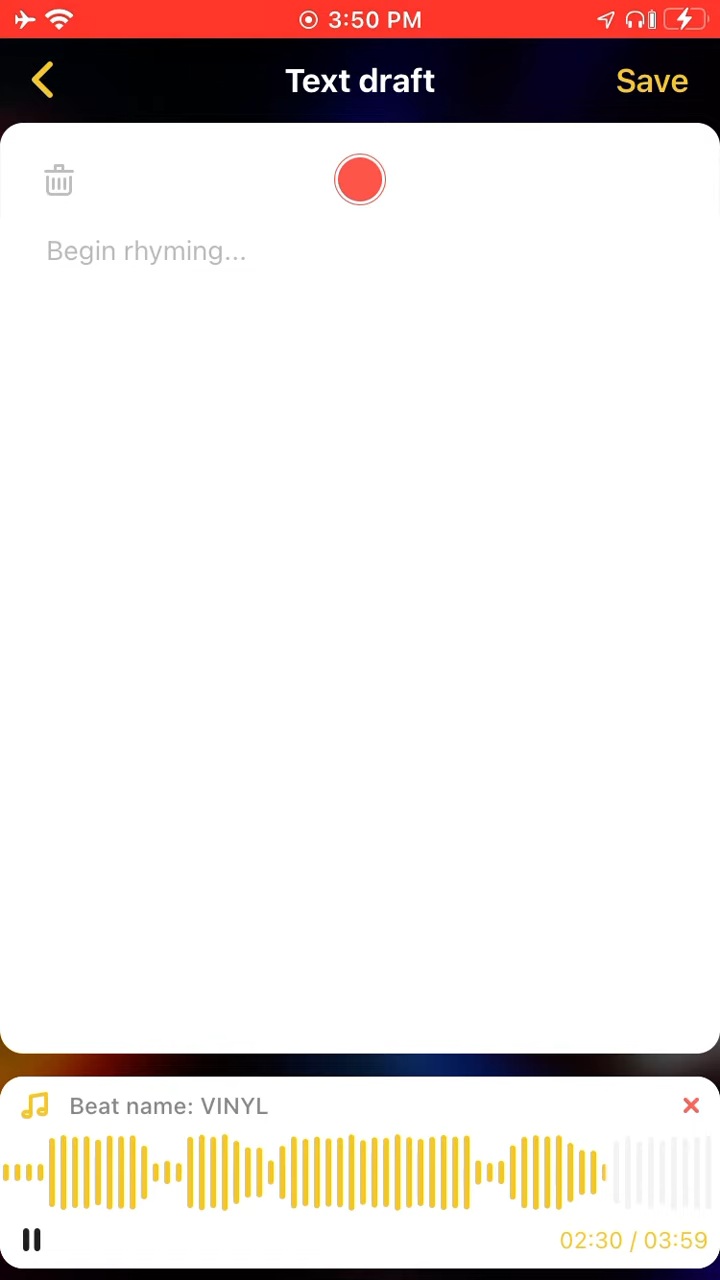 3:50 PM
Text draft
Save
Begin rhyming...
Beat name: VINYL
02:30 / 03:59